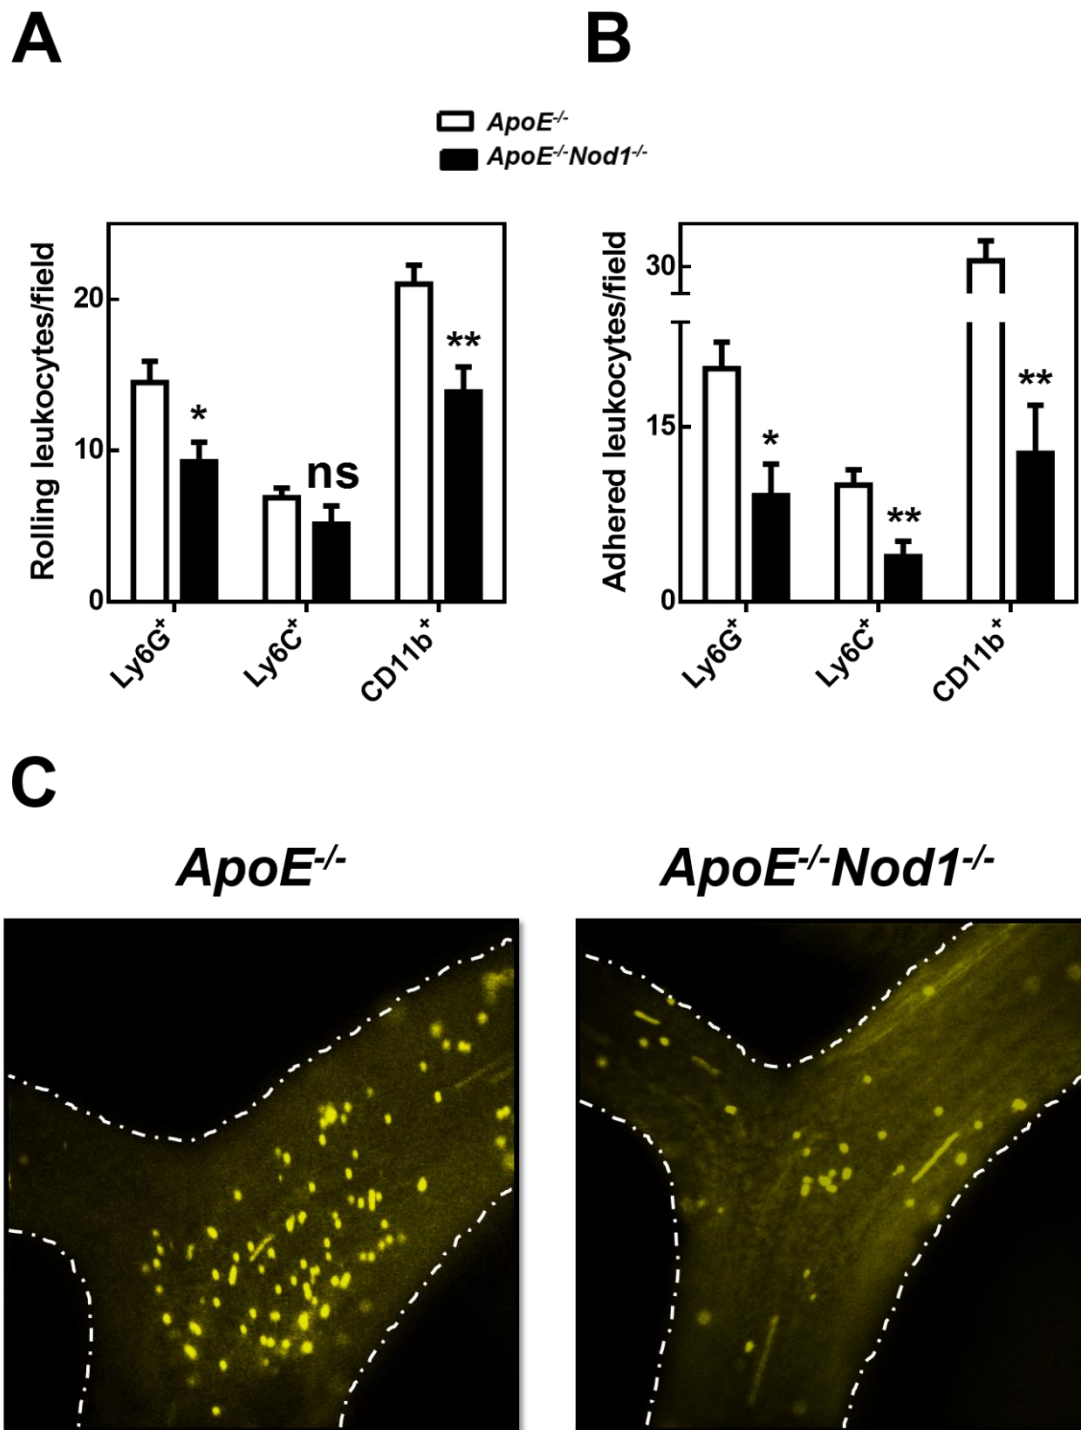 A
B
ApoE-/-
ApoE-/-Nod1-/-
Rolling leukocytes/field
20
10
0
*
ns
**
Ly6G+
Ly6C+
CD11b+
Adhered leukocytes/field
30
15
0
*
**
**
Ly6G+
Ly6C+
CD11b+
C
ApoE-/-
ApoE-/-Nod1-/-